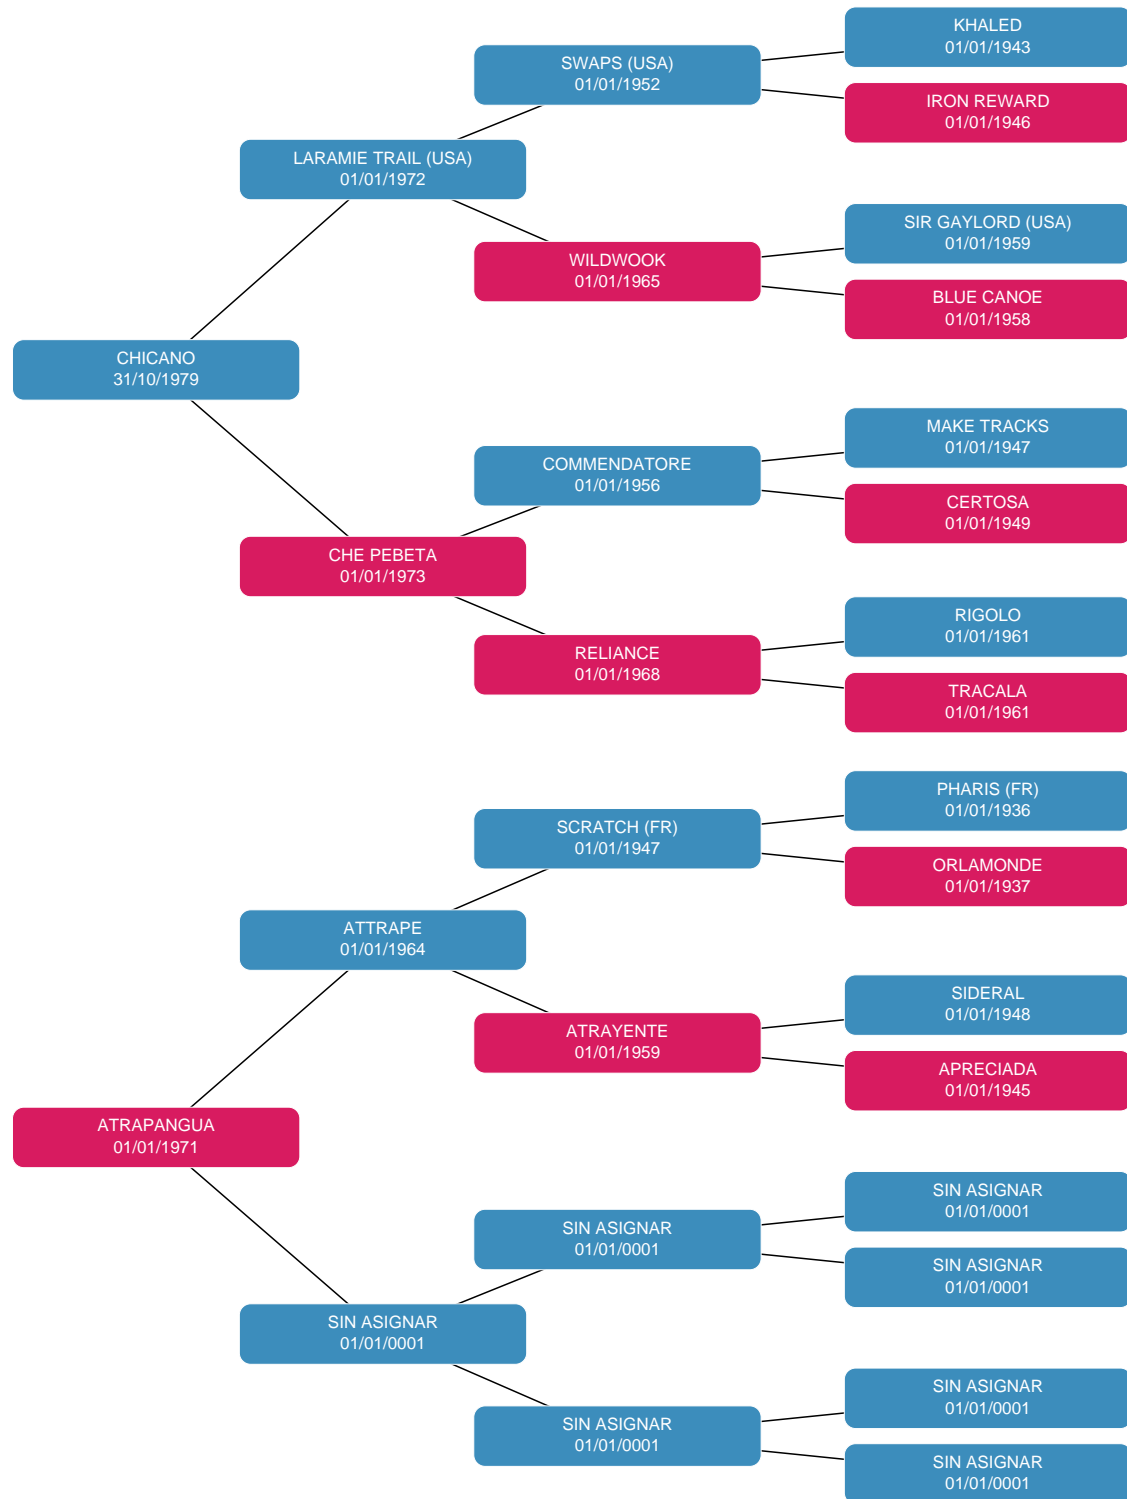 KHALED
01/01/1943
SWAPS (USA)
01/01/1952
IRON REWARD
01/01/1946
LARAMIE TRAIL (USA)
01/01/1972
SIR GAYLORD (USA)
01/01/1959
WILDWOOK
01/01/1965
BLUE CANOE
01/01/1958
CHICANO
31/10/1979
MAKE TRACKS
01/01/1947
COMMENDATORE
01/01/1956
CERTOSA
01/01/1949
CHE PEBETA
01/01/1973
RIGOLO
01/01/1961
RELIANCE
01/01/1968
TRACALA
01/01/1961
PHARIS (FR)
01/01/1936
SCRATCH (FR)
01/01/1947
ORLAMONDE
01/01/1937
ATTRAPE
01/01/1964
SIDERAL
01/01/1948
ATRAYENTE
01/01/1959
APRECIADA
01/01/1945
ATRAPANGUA
01/01/1971
SIN ASIGNAR
01/01/0001
SIN ASIGNAR
01/01/0001
SIN ASIGNAR
01/01/0001
SIN ASIGNAR
01/01/0001
SIN ASIGNAR
01/01/0001
SIN ASIGNAR
01/01/0001
SIN ASIGNAR
01/01/0001